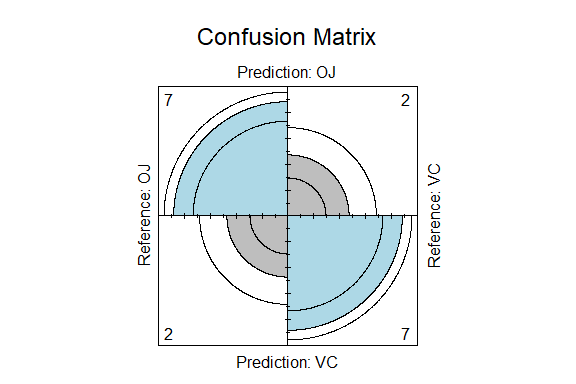 Confusion Matrix
Prediction: OJ
7
2
Reference: OJ
Reference: VC
2
7
Prediction: VC